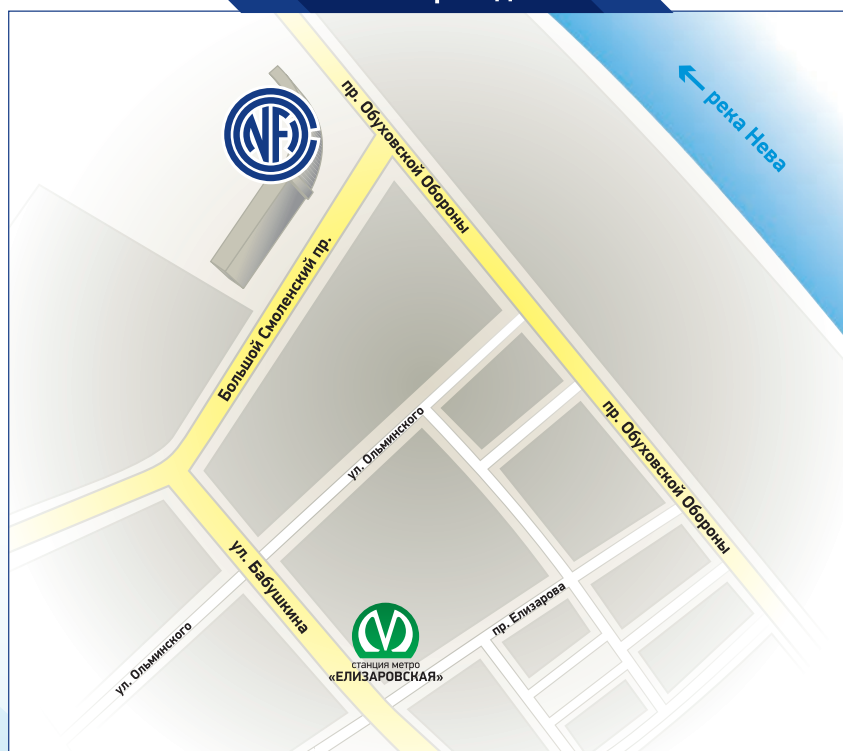 пр. Обуховской Обороны
← река Нева
NFC
Большой Смоленский пр.
ул. Ольминского
пр. Обуховской Обороны
ул. Бабушкина
пр. Елизарова
ул. Ольминского
станция метро
«ЕЛИЗАРОВСКАЯ»